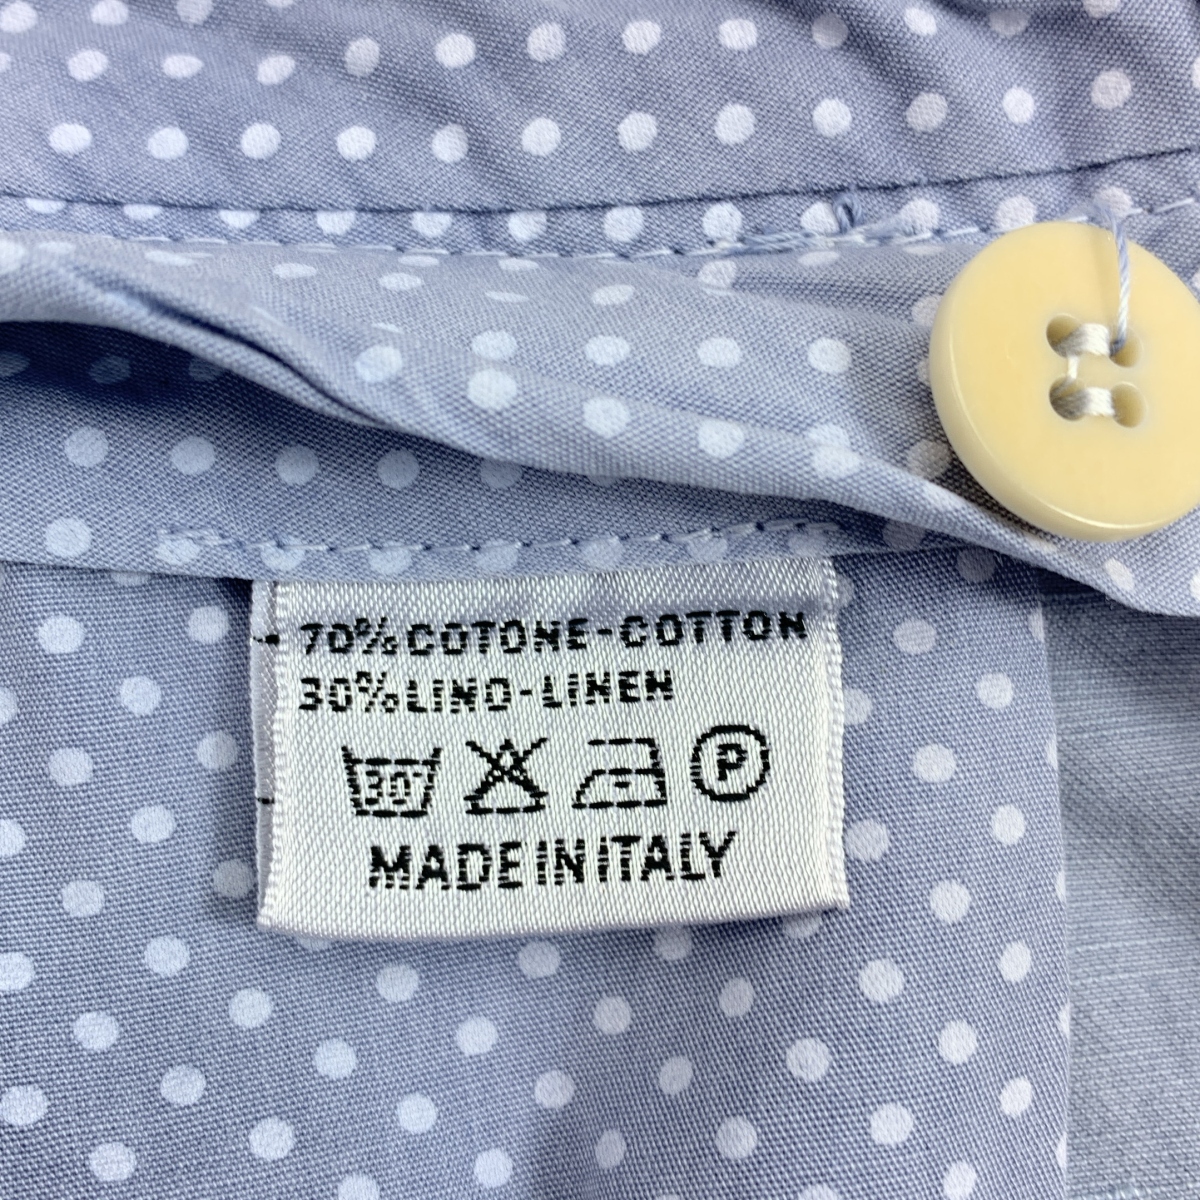 70% COTONE-COTTON
30% LINO-LINEN
30° P
MADE IN ITALY